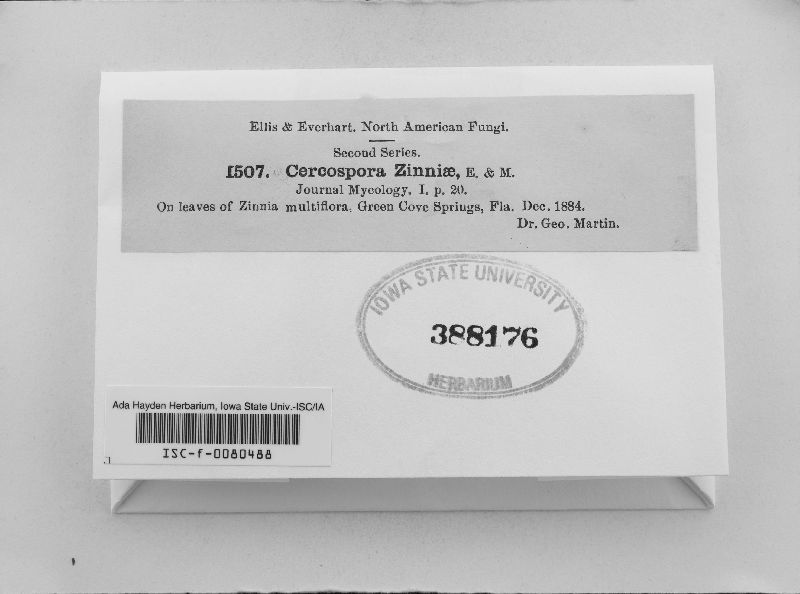 Ellis & Everhart. North American Fungi.
Second Series.
1507. Cercospora Zinniæ, E. & M.
Journal Mycology, I. p. 20.
On leaves of Zinnia multiflora, Green Cove Springs, Fla. Dec. 1884.
Dr. Geo. Martin.
IOWA STATE UNIVERSITY
388176
HERBARIUM
Ada Hayden Herbarium, Iowa State Univ.-ISC/IA
ISC-f-0080488